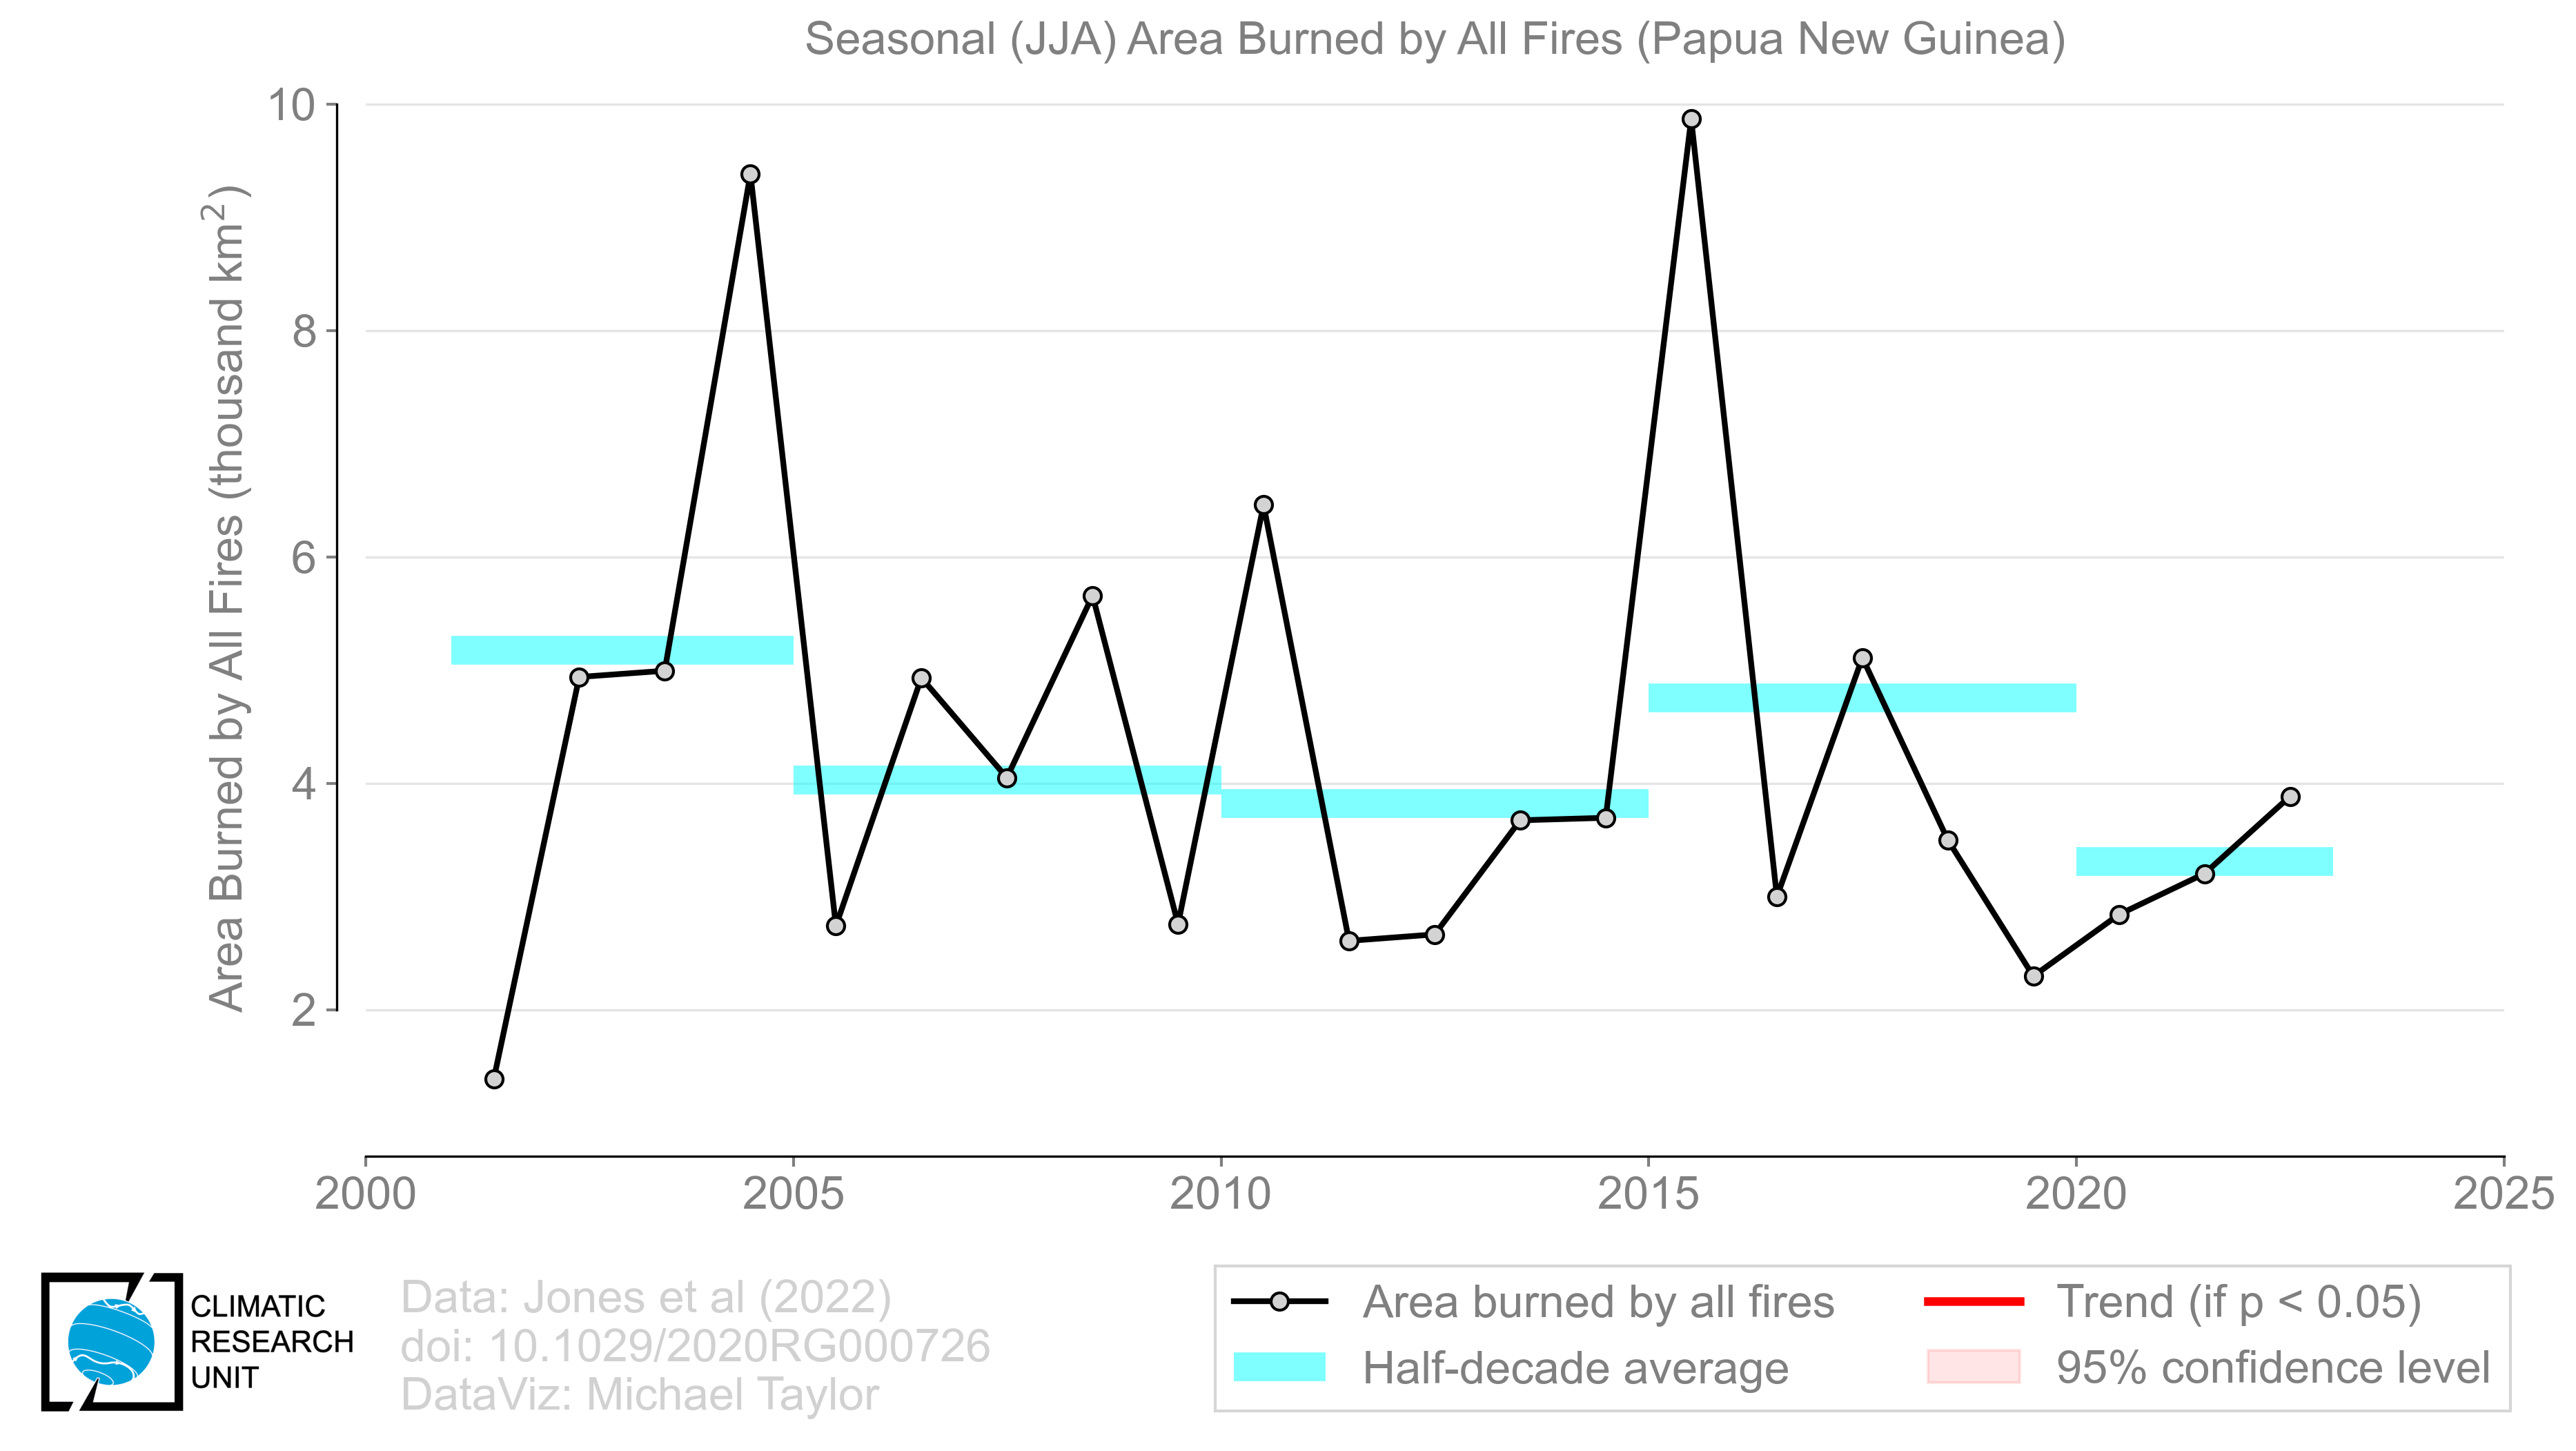 Seasonal (JJA) Area Burned by All Fires (Papua New Guinea)
Area Burned by All Fires (thousand km²)
10
8
6
4
2
2000 2005 2010 2015 2020 2025
CLIMATIC
RESEARCH
UNIT
Data: Jones et al (2022)
doi: 10.1029/2020RG000726
DataViz: Michael Taylor
Area burned by all fires
Half-decade average
Trend (if p < 0.05)
95% confidence level